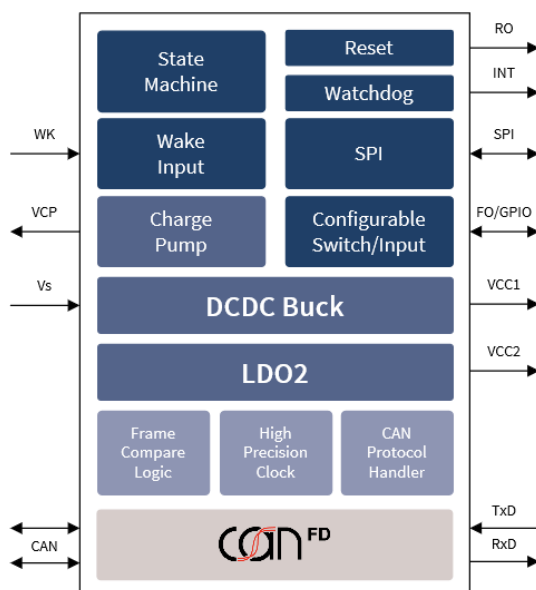 RO
State
Machine
Reset
INT
Watchdog
WK
Wake
Input
SPI
SPI
VCP
Charge
Pump
Configurable
Switch/Input
FO/GPIO
Vs
DCDC Buck
VCC1
LDO2
VCC2
Frame
Compare
Logic
High
Precision
Clock
CAN
Protocol
Handler
CAN
can FD
TxD
RxD